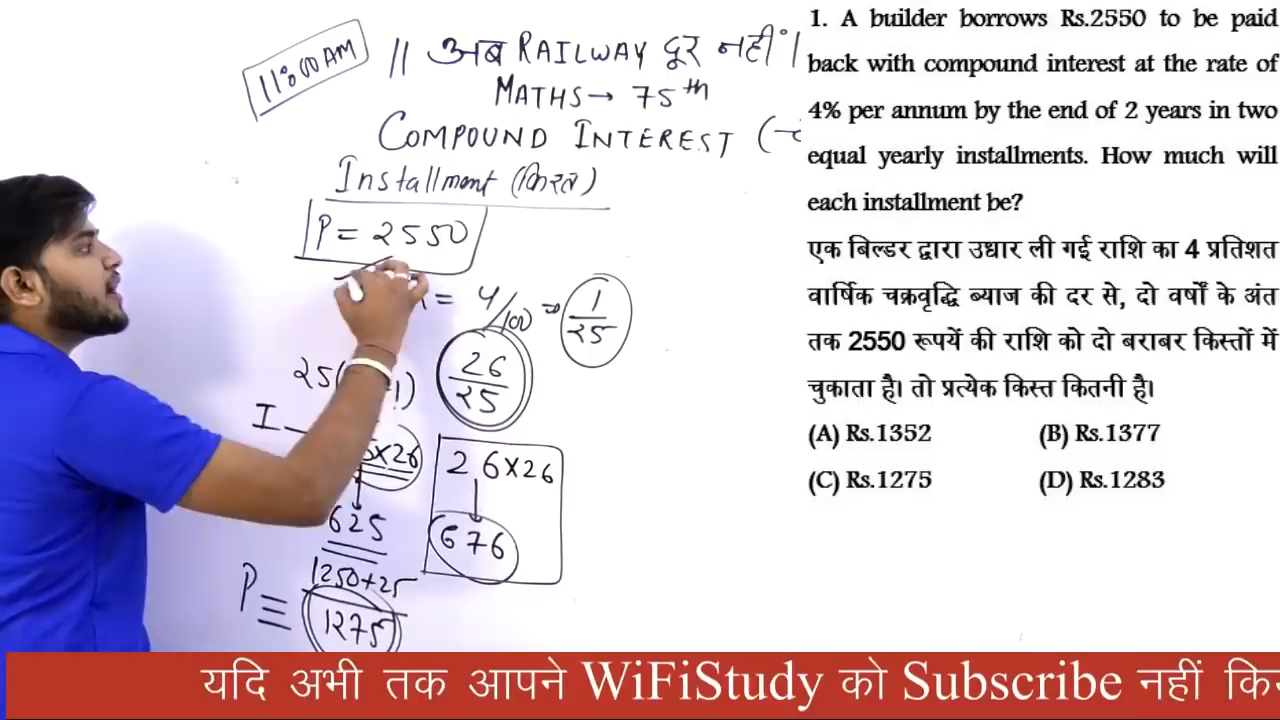 11:00 AM
|| अब RAILWAY दूर नहीं ||
MATHS → 75th
COMPOUND INTEREST
Installment (किस्त)
P = 2550
= 4/100 ⇒ 1/25
26/25
25(
I
×26
625
1250+25
P ≡ 1275
26×26
676
1. A builder borrows Rs.2550 to be paid
back with compound interest at the rate of
4% per annum by the end of 2 years in two
equal yearly installments. How much will
each installment be?
एक बिल्डर द्वारा उधार ली गई राशि का 4 प्रतिशत
वार्षिक चक्रवृद्धि ब्याज की दर से, दो वर्षों के अंत
तक 2550 रूपयें की राशि को दो बराबर किस्तों में
चुकाता है। तो प्रत्येक किस्त कितनी है।
(A) Rs.1352 (B) Rs.1377
(C) Rs.1275 (D) Rs.1283
यदि अभी तक आपने WiFiStudy को Subscribe नहीं